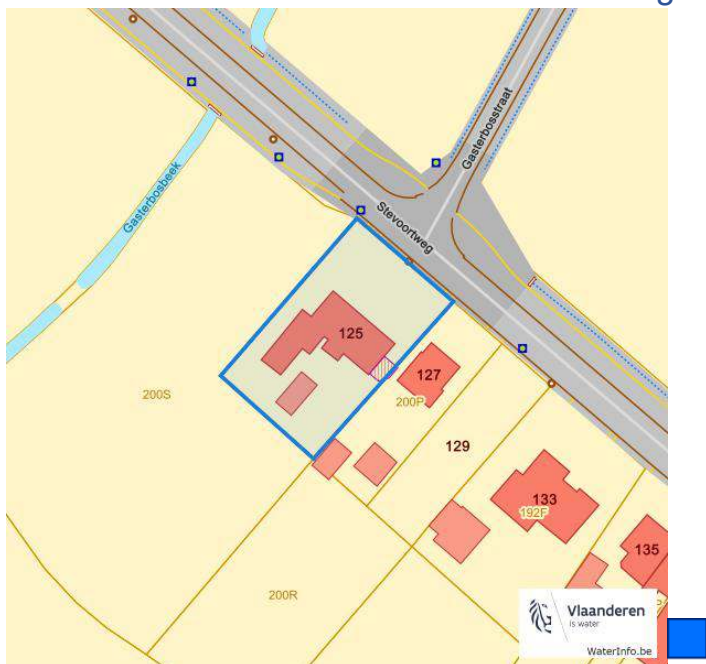 Gasterbosstraat
Gasterbosbeek
Stevoortweg
125
127
200P
200S
129
133
192F
135
200R
Vlaanderen
is water
WaterInfo.be